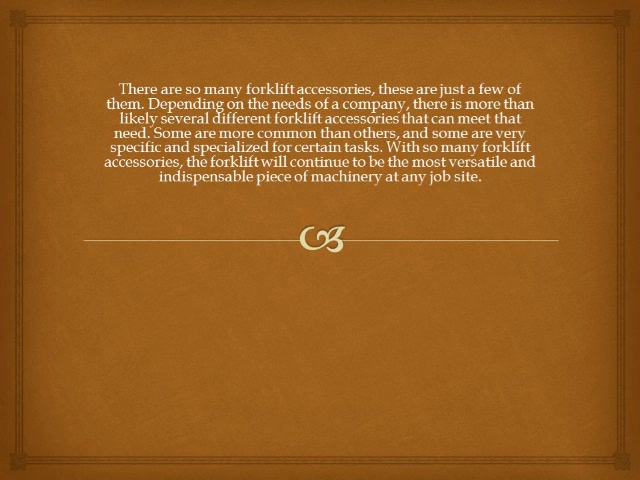 There are so many forklift accessories, these are just a few of
them. Depending on the needs of a company, there is more than
likely several different forklift accessories that can meet that
need. Some are more common than others, and some are very
specific and specialized for certain tasks. With so many forklift
accessories, the forklift will continue to be the most versatile and
indispensable piece of machinery at any job site.